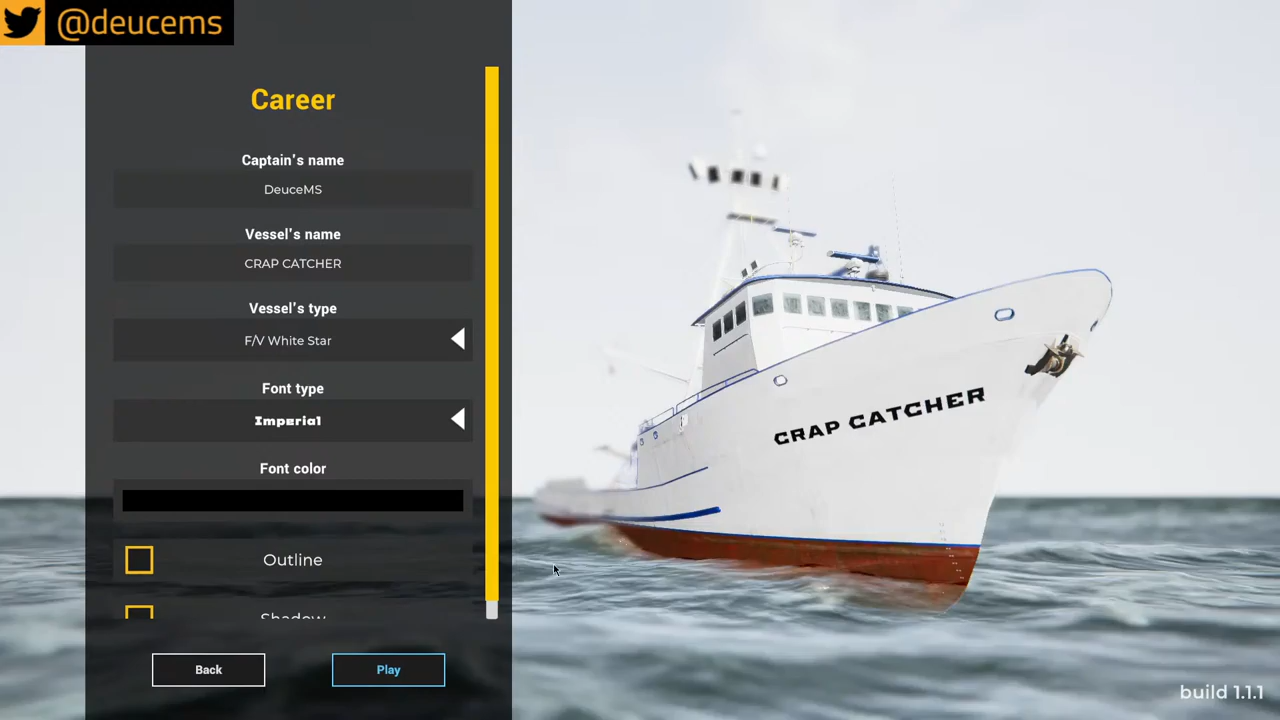 @deucems
Career
Captain's name
DeuceMS
Vessel's name
CRAP CATCHER
Vessel's type
F/V White Star
Font type
Imperial
Font color
Outline
Shadow
Back
Play
CRAP CATCHER
build 1.1.1